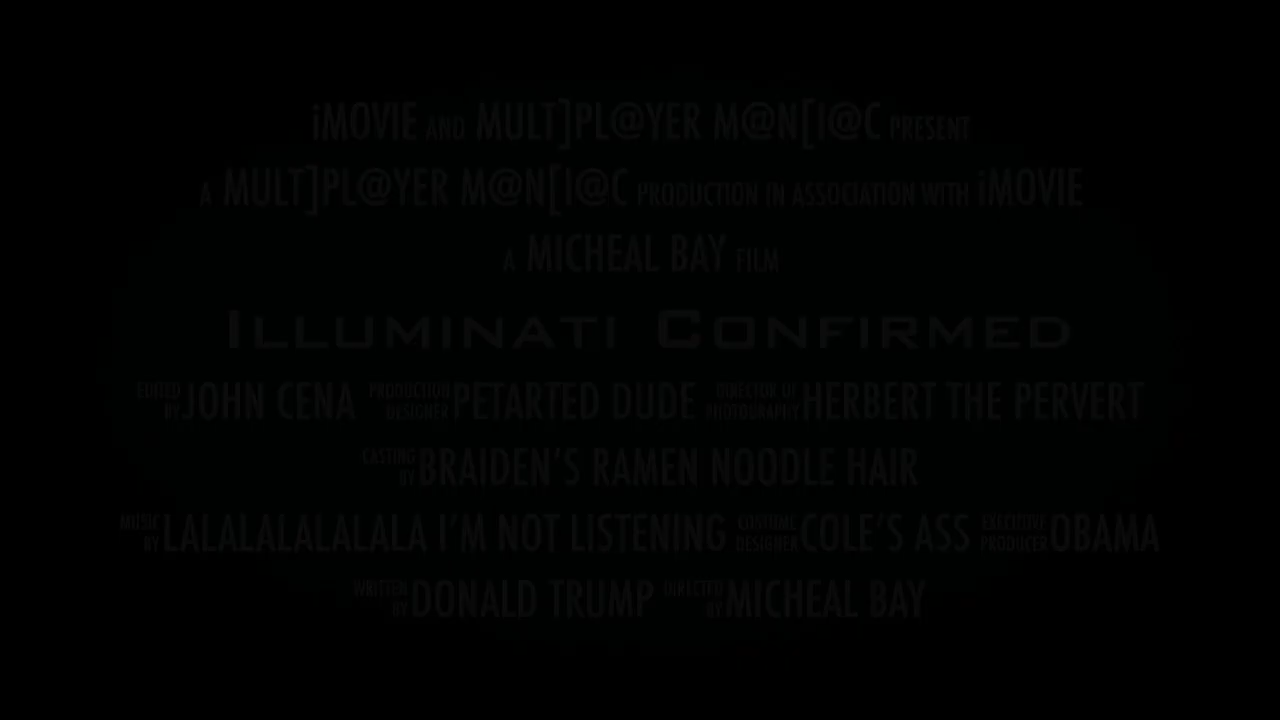 iMOVIE AND MULT]PL@YER M@N[I@C PRESENT
A MULT]PL@YER M@N[I@C PRODUCTION IN ASSOCIATION WITH iMOVIE
A MICHEAL BAY FILM
ILLUMINATI CONFIRMED
EDITED BY JOHN CENA PRODUCTION DESIGNER PETARTED DUDE DIRECTOR OF PHOTOGRAPHY HERBERT THE PERVERT
CASTING BY BRAIDEN'S RAMEN NOODLE HAIR
MUSIC BY LALALALALALALA I'M NOT LISTENING COSTUME DESIGNER COLE'S ASS EXECUTIVE PRODUCER OBAMA
WRITTEN BY DONALD TRUMP DIRECTED BY MICHEAL BAY